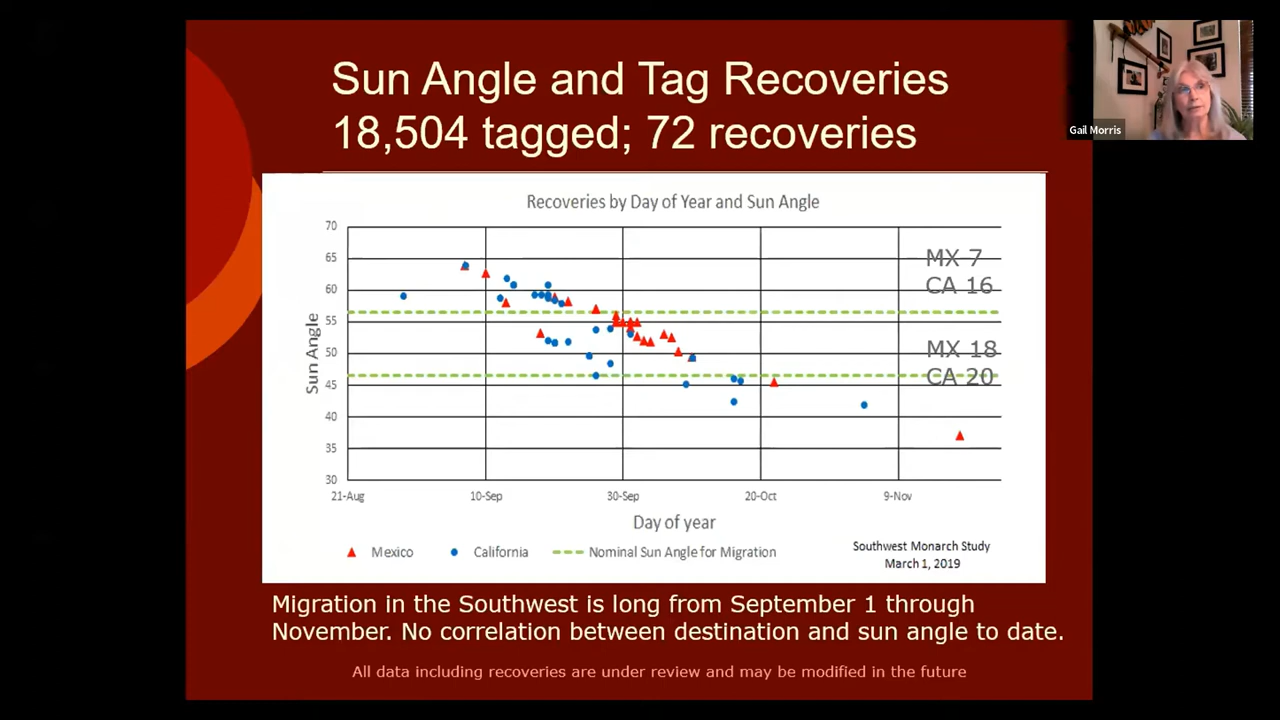 Sun Angle and Tag Recoveries
18,504 tagged; 72 recoveries
Gail Morris
Recoveries by Day of Year and Sun Angle
70
65
60
55
50
45
40
35
30
Sun Angle
MX 7
CA 16
MX 18
CA 20
21-Aug 10-Sep 30-Sep 20-Oct 9-Nov
Day of year
Mexico California Nominal Sun Angle for Migration
Southwest Monarch Study
March 1, 2019
Migration in the Southwest is long from September 1 through
November. No correlation between destination and sun angle to date.
All data including recoveries are under review and may be modified in the future